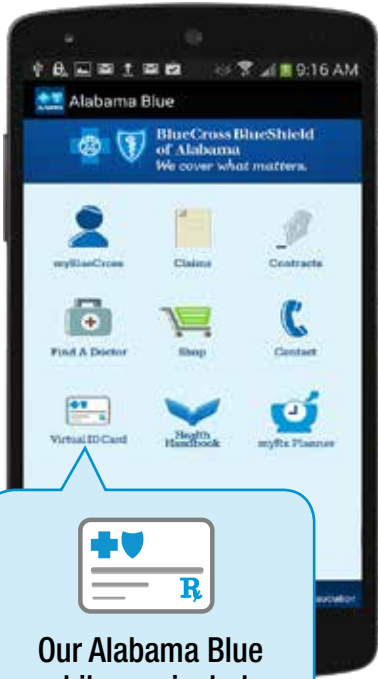 9:16 AM
Alabama Blue
BlueCross BlueShield
of Alabama
We cover what matters.
myBlueCross
Claims
Contracts
Find A Doctor
Shop
Contact
Virtual ID Card
Health
Handbook
myRx Planner
Rx
Our Alabama Blue